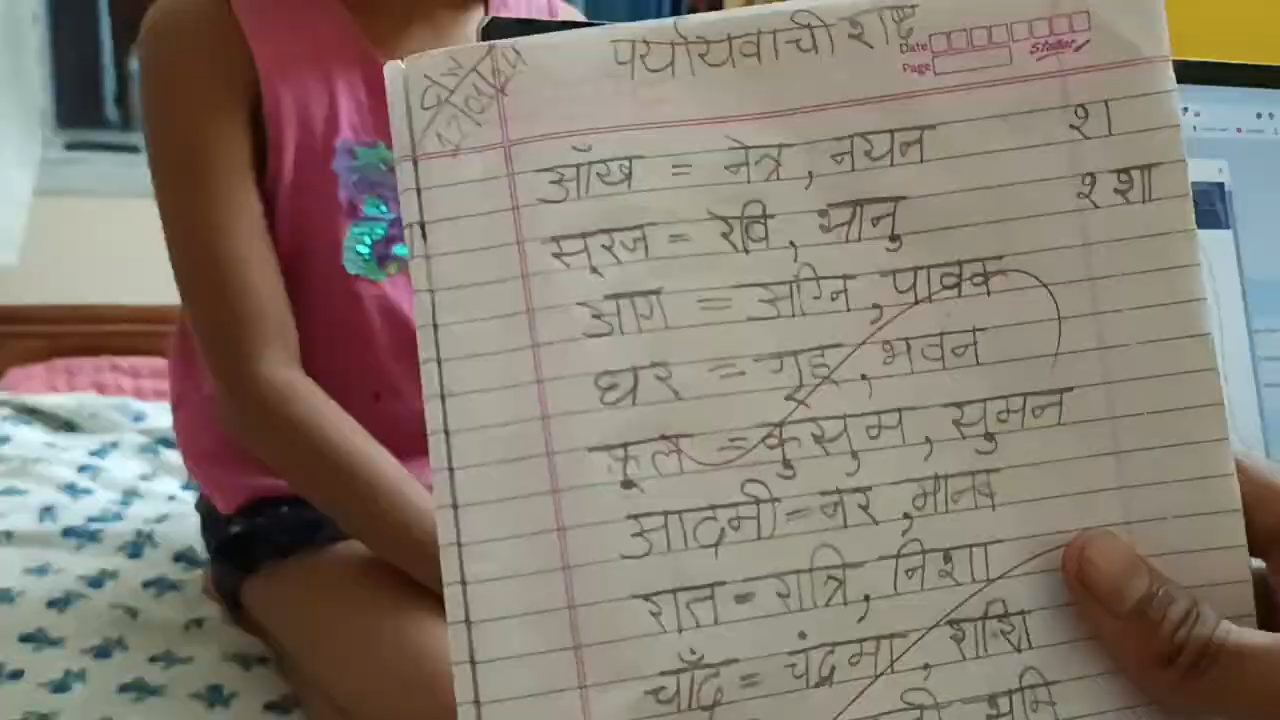 पर्यायवाची शब्द
Date
Page
Stellar
आँख = नेत्र, नयन
श
सूरज = रवि, भानु
श शा
आग = अग्नि, पावक
घर = गृह, भवन
फूल = कुसुम, सुमन
आदमी = नर, मानव
रात = रात्रि, निशा
चाँद = चंद्रमा, शशि